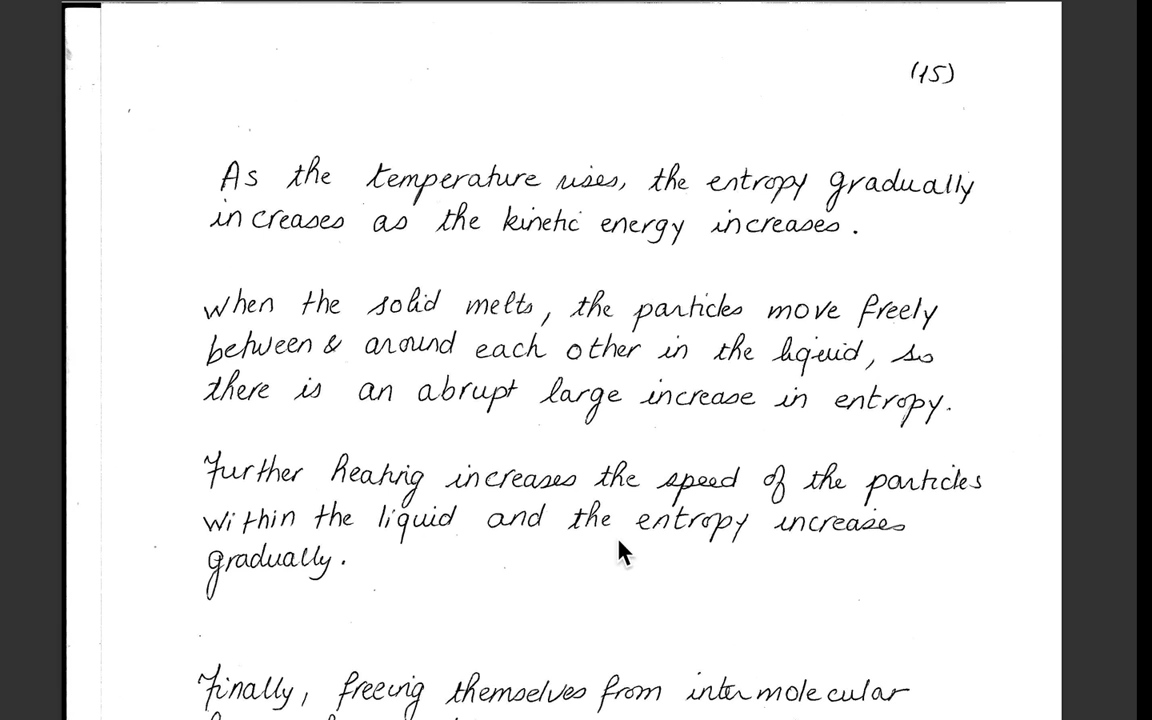 (15)
As the temperature rises, the entropy gradually
increases as the kinetic energy increases.
When the solid melts, the particles move freely
between & around each other in the liquid, so
there is an abrupt large increase in entropy.
Further heating increases the speed of the particles
within the liquid and the entropy increases
gradually.
Finally, freeing themselves from intermolecular